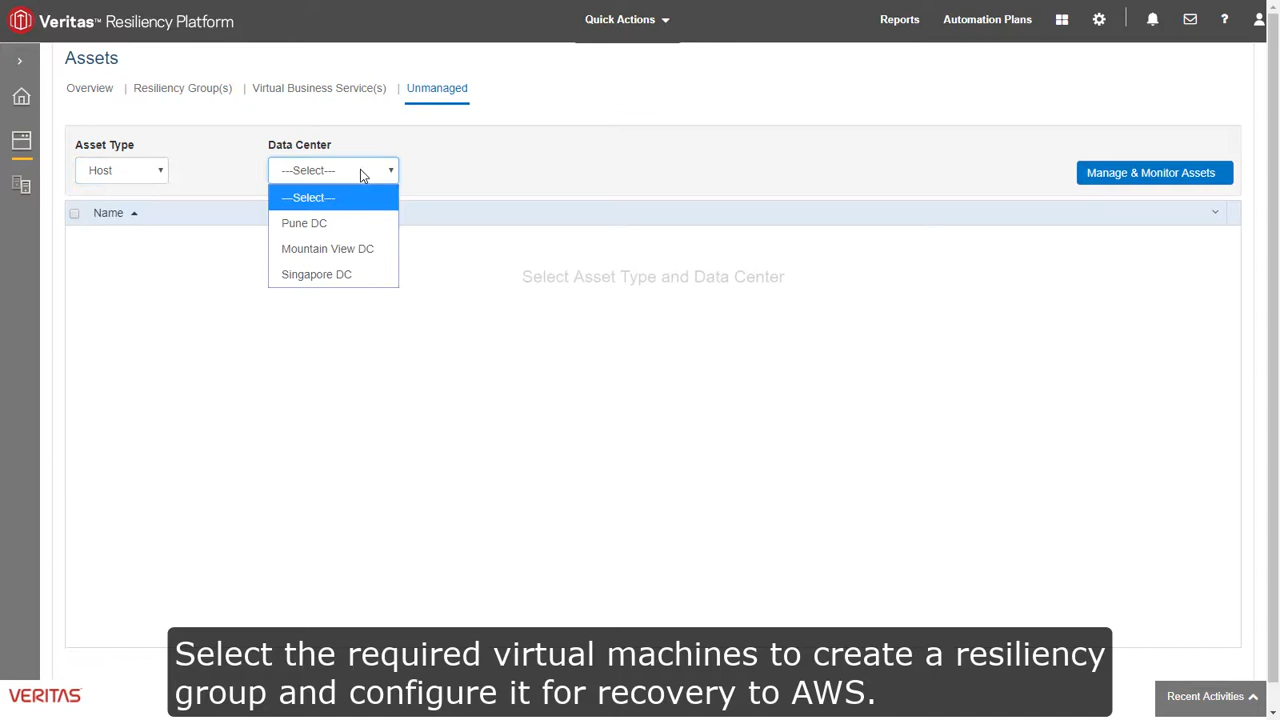 Veritas™ Resiliency Platform
Quick Actions
Reports
Automation Plans
?
Assets
Overview | Resiliency Group(s) | Virtual Business Service(s) | Unmanaged
Asset Type
Data Center
Host
---Select---
Manage & Monitor Assets
---Select---
Pune DC
Mountain View DC
Singapore DC
Name
Select Asset Type and Data Center
Select the required virtual machines to create a resiliency
group and configure it for recovery to AWS.
VERITAS
Recent Activities